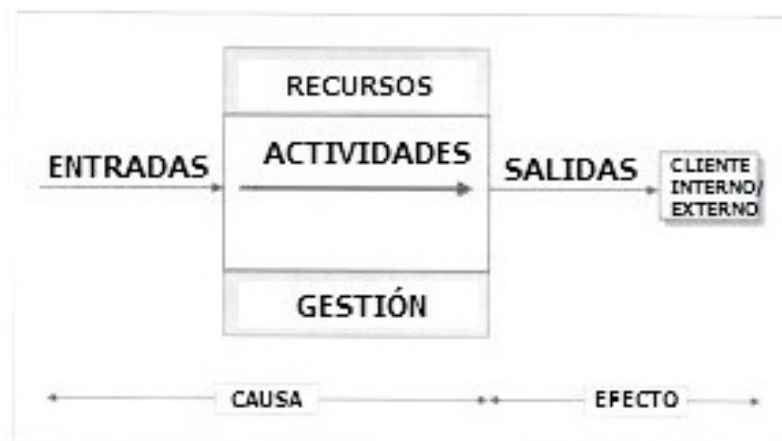 RECURSOS
ENTRADAS
ACTIVIDADES
SALIDAS
CLIENTE
INTERNO/
EXTERNO
GESTIÓN
CAUSA
EFECTO